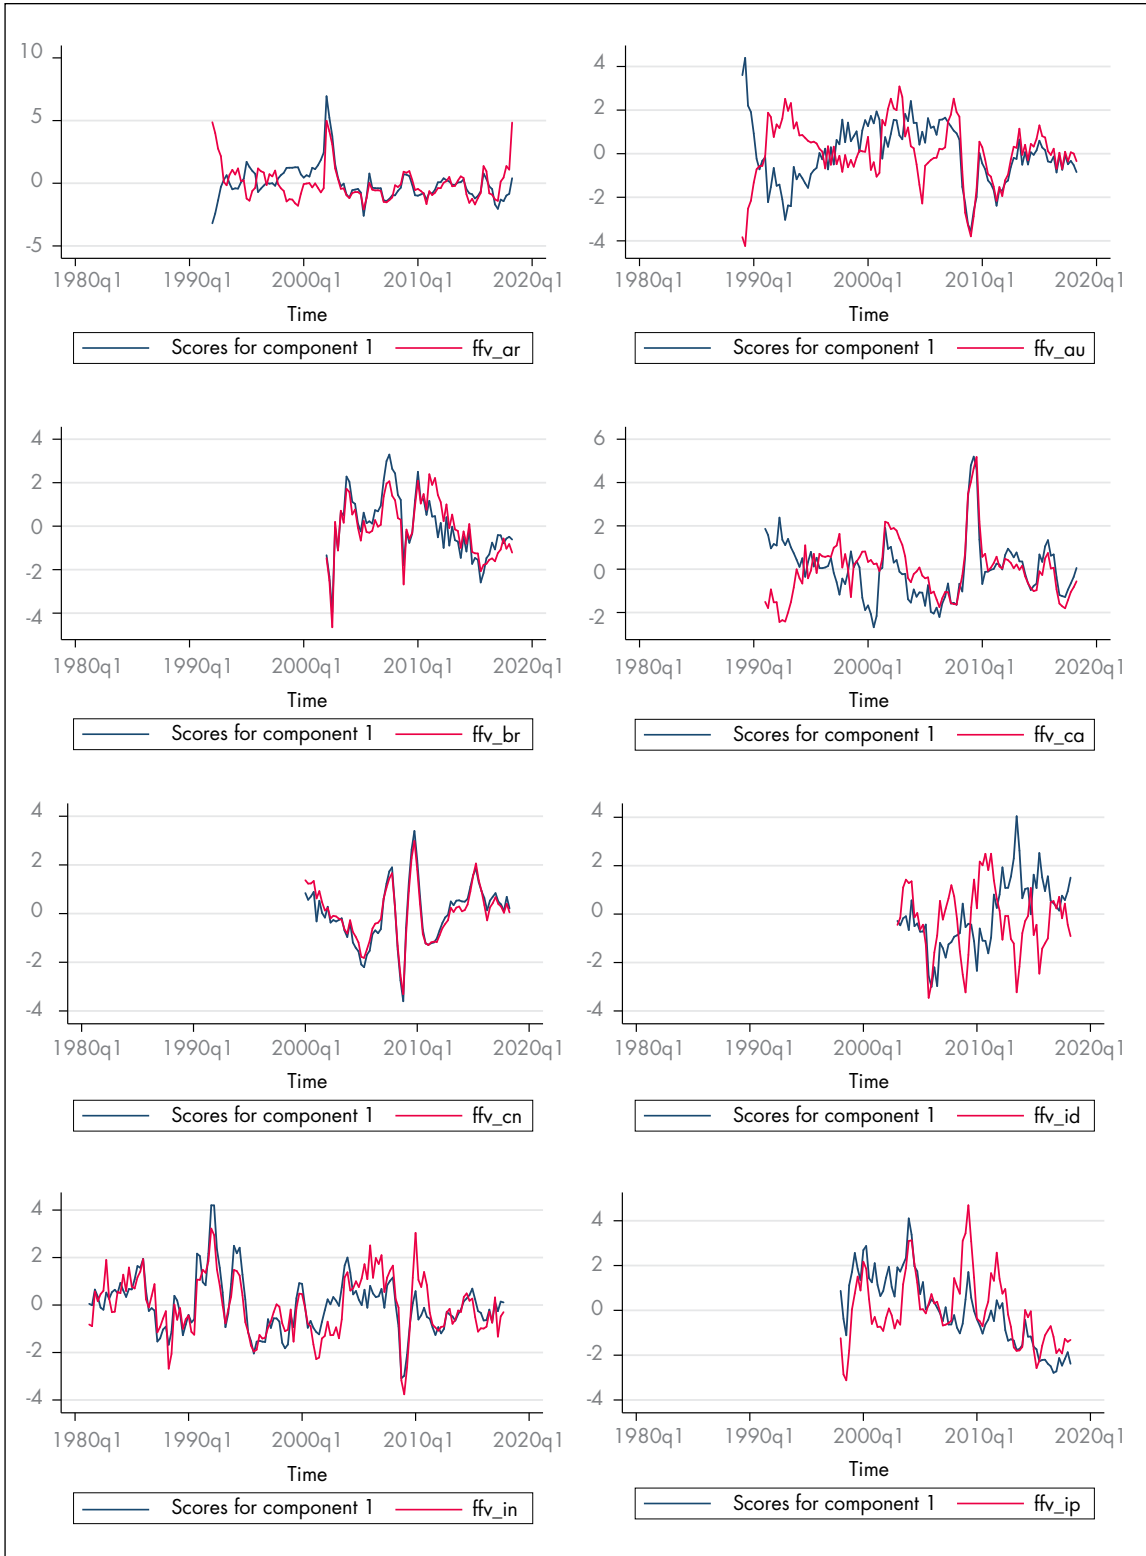 10
5
0
-5
1980q1 1990q1 2000q1 2010q1 2020q1
Time
Scores for component 1 ffv_ar
4
2
0
-2
-4
1980q1 1990q1 2000q1 2010q1 2020q1
Time
Scores for component 1 ffv_au
4
2
0
-2
-4
1980q1 1990q1 2000q1 2010q1 2020q1
Time
Scores for component 1 ffv_br
6
4
2
0
-2
1980q1 1990q1 2000q1 2010q1 2020q1
Time
Scores for component 1 ffv_ca
4
2
0
-2
-4
1980q1 1990q1 2000q1 2010q1 2020q1
Time
Scores for component 1 ffv_cn
4
2
0
-2
-4
1980q1 1990q1 2000q1 2010q1 2020q1
Time
Scores for component 1 ffv_id
4
2
0
-2
-4
1980q1 1990q1 2000q1 2010q1 2020q1
Time
Scores for component 1 ffv_in
4
2
0
-2
-4
1980q1 1990q1 2000q1 2010q1 2020q1
Time
Scores for component 1 ffv_ip